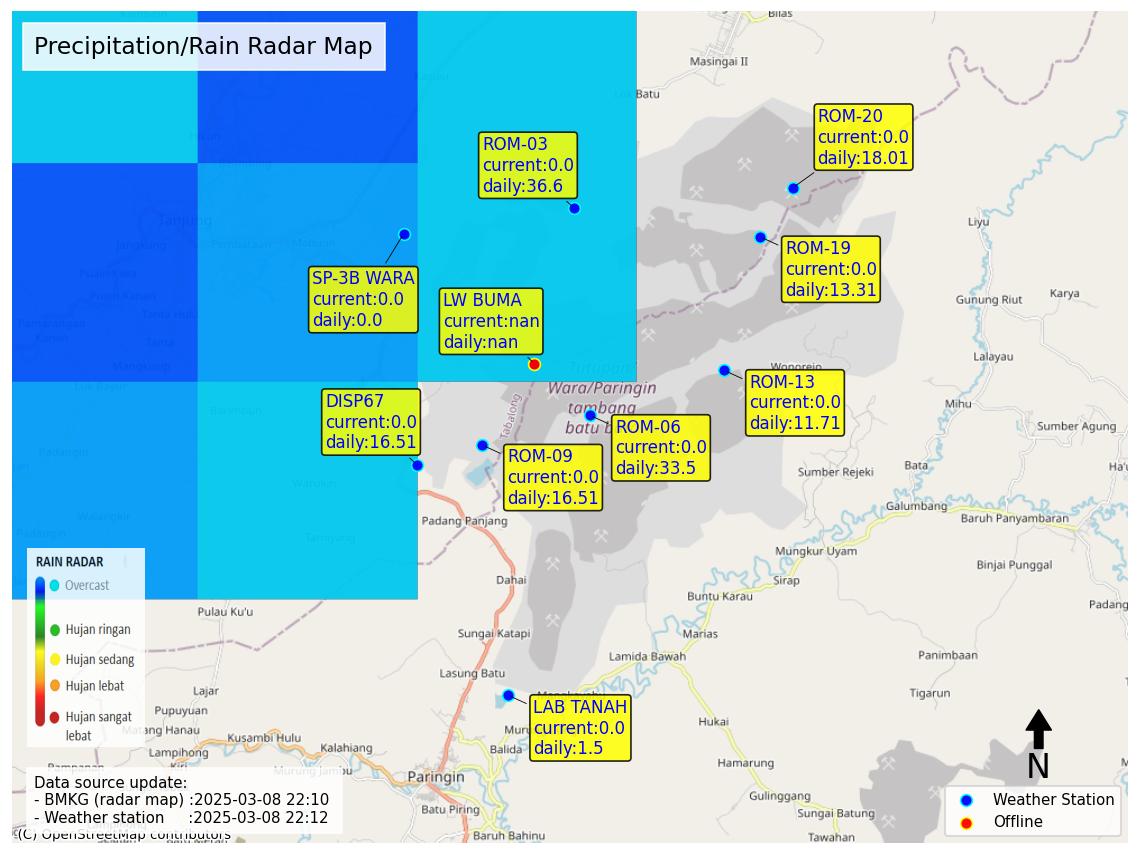 Precipitation/Rain Radar Map
Bilas
Masingai II
Batu
ROM-20
current:0.0
daily:18.01
ROM-03
current:0.0
daily:36.6
Tanjung
Liyu
ROM-19
current:0.0
daily:13.31
SP-3B WARA
current:0.0
daily:0.0
LW BUMA
current:nan
daily:nan
Gunung Riut
Karya
Lalayau
Wonorejo
Tutupan/
Wara/Paringin
tambang
batu b
ROM-13
current:0.0
daily:11.71
Mihu
DISP67
current:0.0
daily:16.51
Tabalong
ROM-06
current:0.0
daily:33.5
Sumber Agung
ROM-09
current:0.0
daily:16.51
Sumber Rejeki
Bata
Ha'u
Galumbang
Baruh Panyambaran
Padang Panjang
Mungkur Uyam
Binjai Punggal
RAIN RADAR
Overcast
Hujan ringan
Hujan sedang
Hujan lebat
Hujan sangat
lebat
Dahai
Sirap
Buntu Karau
Padang
Pulau Ku'u
Sungai Katapi
Marias
Lamida Bawah
Panimbaan
Lasung Batu
Lajar
Tigarun
Pupuyuan
LAB TANAH
current:0.0
daily:1.5
Matang Hanau
Hukai
Kusambi Hulu
Kalahiang
Lampihong
Balida
Murung Jambu
Paringin
Hamarung
N
Data source update:
- BMKG (radar map) :2025-03-08 22:10
- Weather station :2025-03-08 22:12
Gulinggang
Weather Station
Offline
Batu Piring
Sungai Batung
(C) OpenStreetMap contributors
Baruh Bahinu
Tawahan